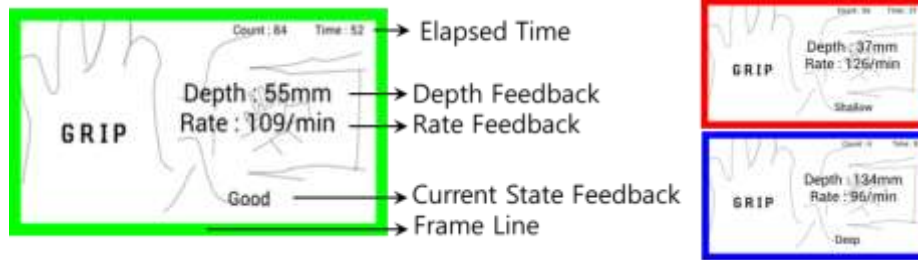 Count : 84 Time : 52
Elapsed Time
Depth : 55mm
Depth Feedback
Rate : 109/min
Rate Feedback
GRIP
Good
Current State Feedback
Frame Line
Depth : 37mm
Rate : 126/min
GRIP
Shallow
Depth : 134mm
Rate : 96/min
GRIP
Deep